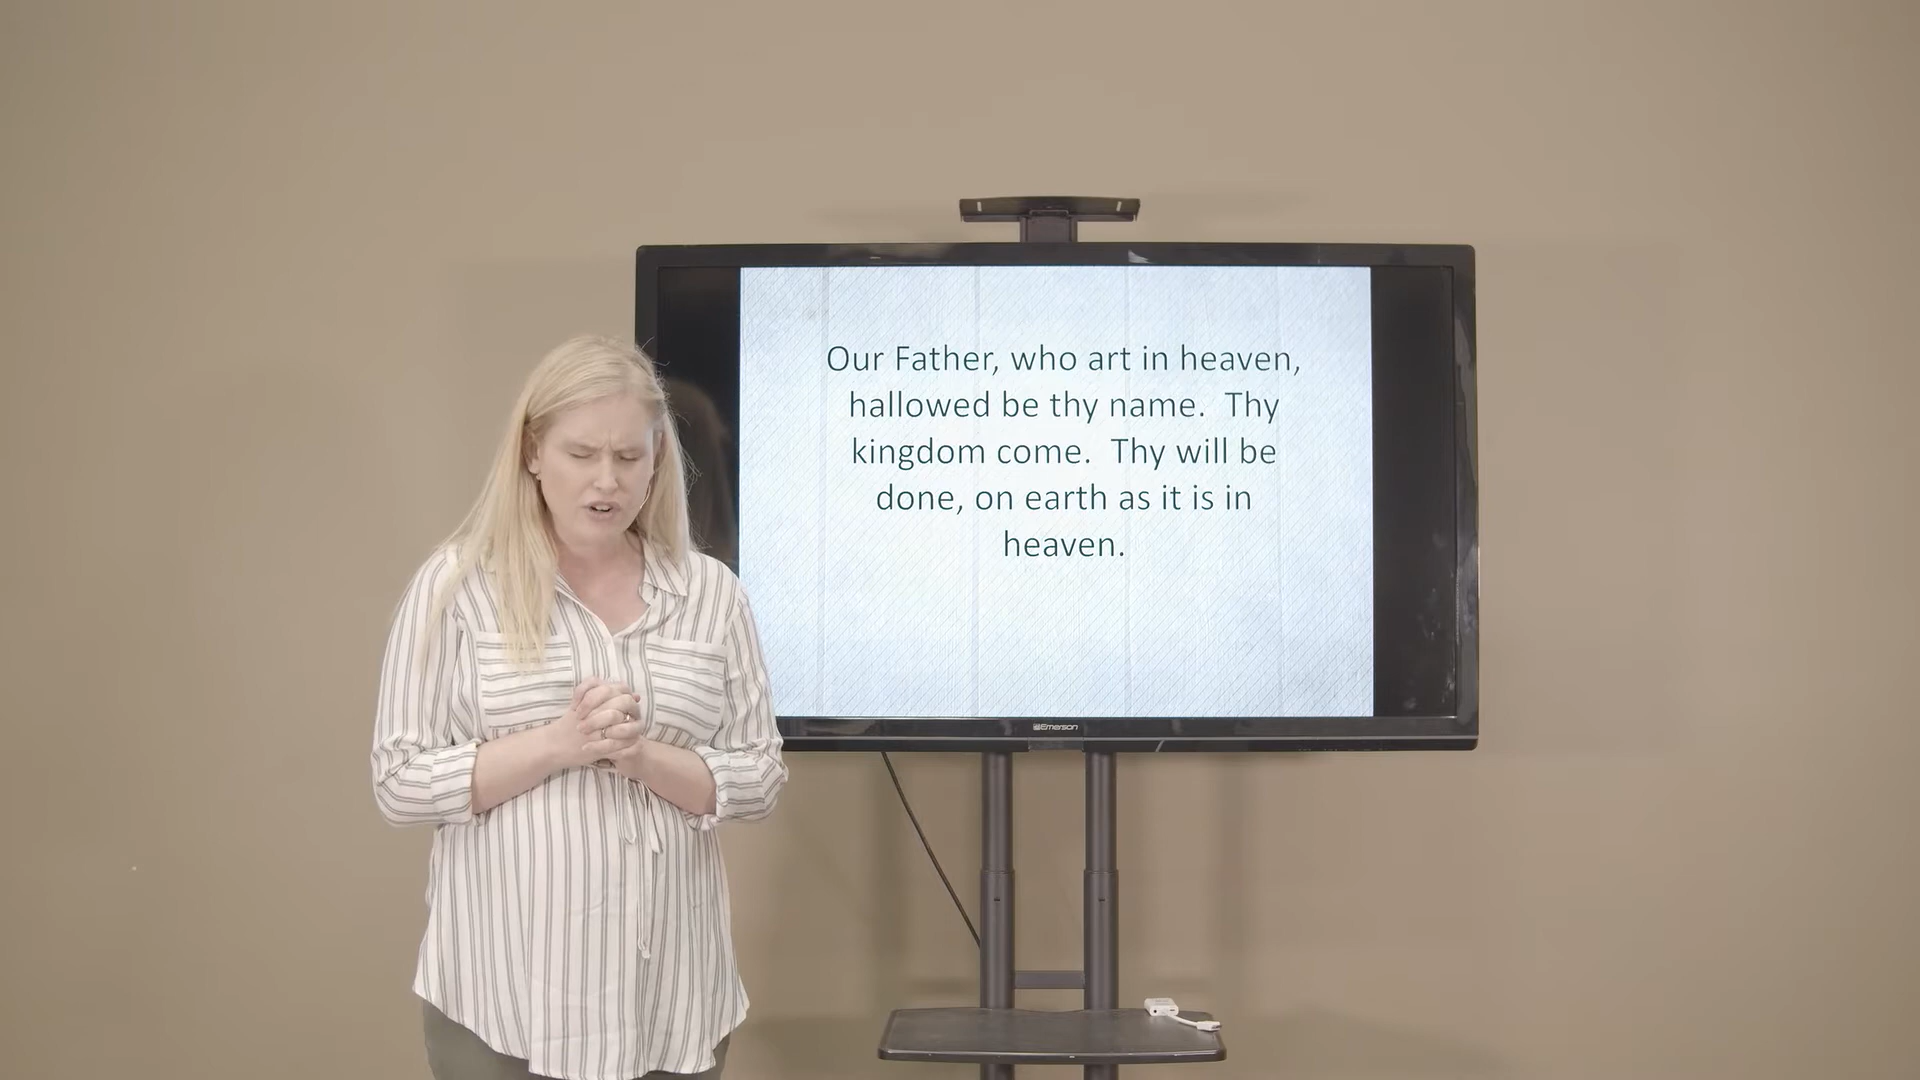 Our Father, who art in heaven,
hallowed be thy name.  Thy
kingdom come.  Thy will be
done, on earth as it is in
heaven.
Emerson